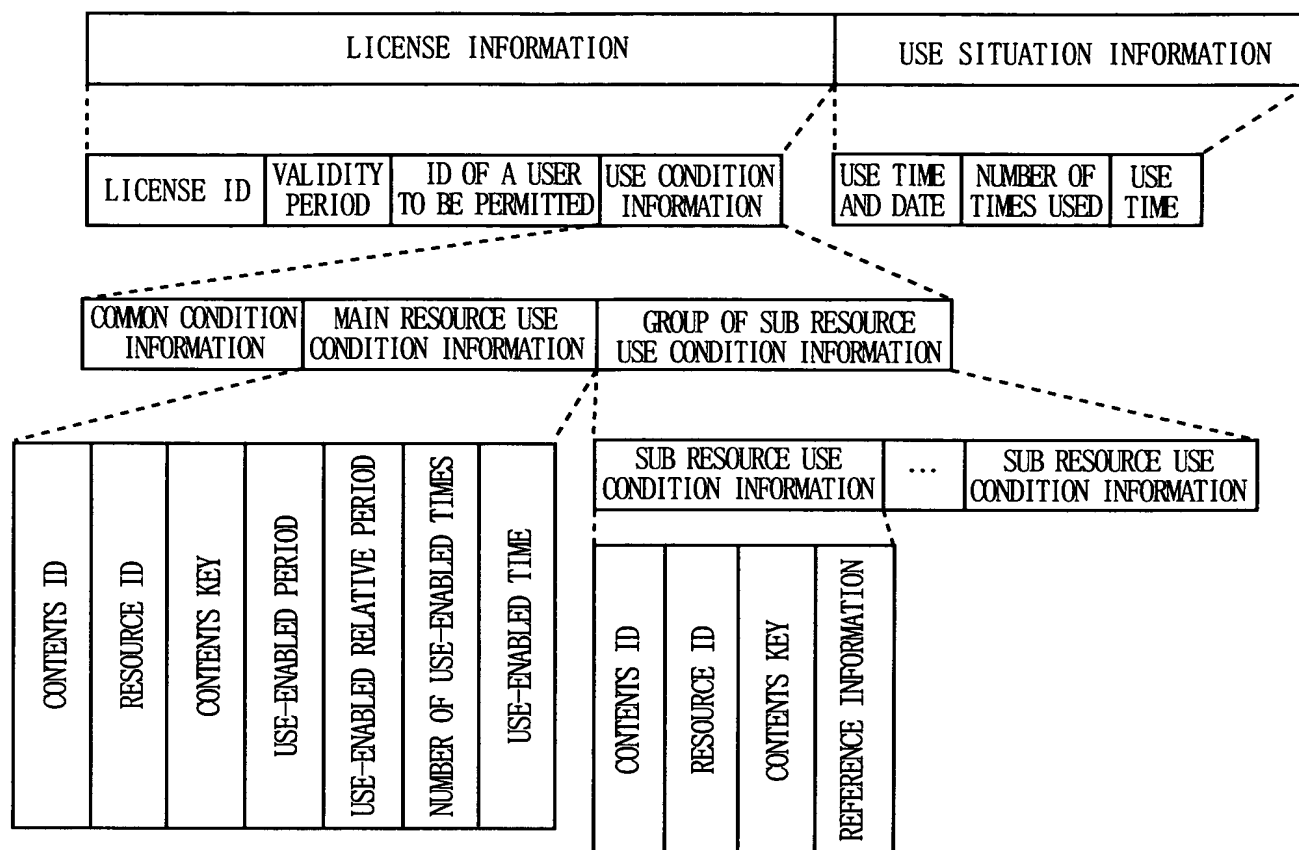 LICENSE INFORMATION
USE SITUATION INFORMATION
LICENSE ID
VALIDITY
PERIOD
ID OF A USER
TO BE PERMITTED
USE CONDITION
INFORMATION
USE TIME
AND DATE
NUMBER OF
TIMES USED
USE
TIME
COMMON CONDITION
INFORMATION
MAIN RESOURCE USE
CONDITION INFORMATION
GROUP OF SUB RESOURCE
USE CONDITION INFORMATION
CONTENTS ID
RESOURCE ID
CONTENTS KEY
USE-ENABLED PERIOD
USE-ENABLED RELATIVE PERIOD
NUMBER OF USE-ENABLED TIMES
USE-ENABLED TIME
SUB RESOURCE USE
CONDITION INFORMATION
...
SUB RESOURCE USE
CONDITION INFORMATION
CONTENTS ID
RESOURCE ID
CONTENTS KEY
REFERENCE INFORMATION